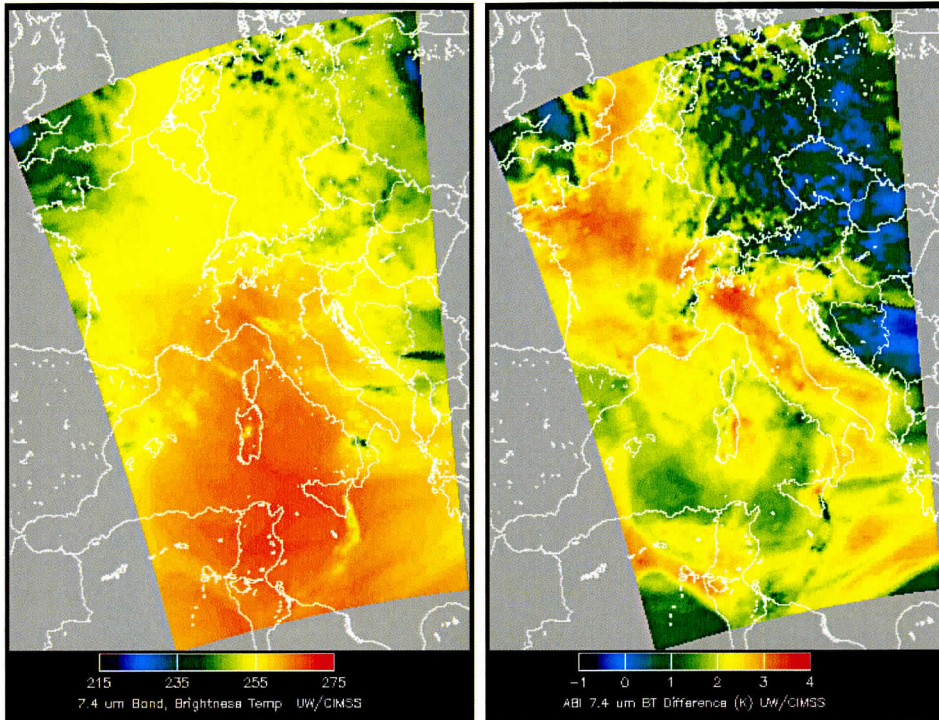 215 235 255 275
7.4 um Band, Brightness Temp UW/CIMSS
-1 0 1 2 3 4
ABI 7.4 um BT Difference (K) UW/CIMSS